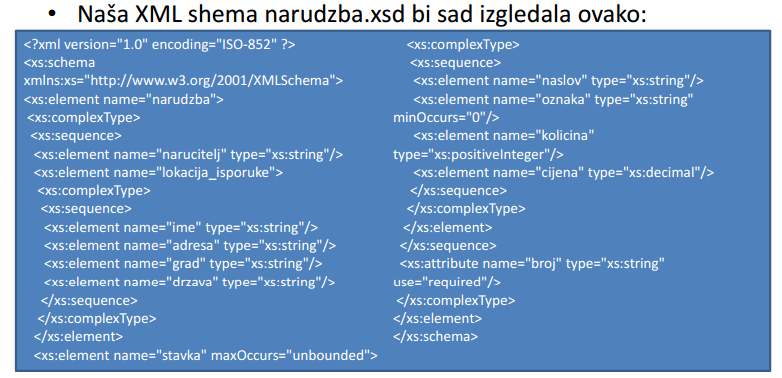 • Naša XML shema narudzba.xsd bi sad izgledala ovako:
<?xml version="1.0" encoding="ISO-852" ?>
<xs:schema
xmlns:xs="http://www.w3.org/2001/XMLSchema">
<xs:element name="narudzba">
<xs:complexType>
<xs:sequence>
<xs:element name="narucitelj" type="xs:string"/>
<xs:element name="lokacija_isporuke">
<xs:complexType>
<xs:sequence>
<xs:element name="ime" type="xs:string"/>
<xs:element name="adresa" type="xs:string"/>
<xs:element name="grad" type="xs:string"/>
<xs:element name="drzava" type="xs:string"/>
</xs:sequence>
</xs:complexType>
</xs:element>
<xs:element name="stavka" maxOccurs="unbounded">
<xs:complexType>
<xs:sequence>
<xs:element name="naslov" type="xs:string"/>
<xs:element name="oznaka" type="xs:string"
minOccurs="0"/>
<xs:element name="kolicina"
type="xs:positiveInteger"/>
<xs:element name="cijena" type="xs:decimal"/>
</xs:sequence>
</xs:complexType>
</xs:element>
</xs:sequence>
<xs:attribute name="broj" type="xs:string"
use="required"/>
</xs:complexType>
</xs:element>
</xs:schema>